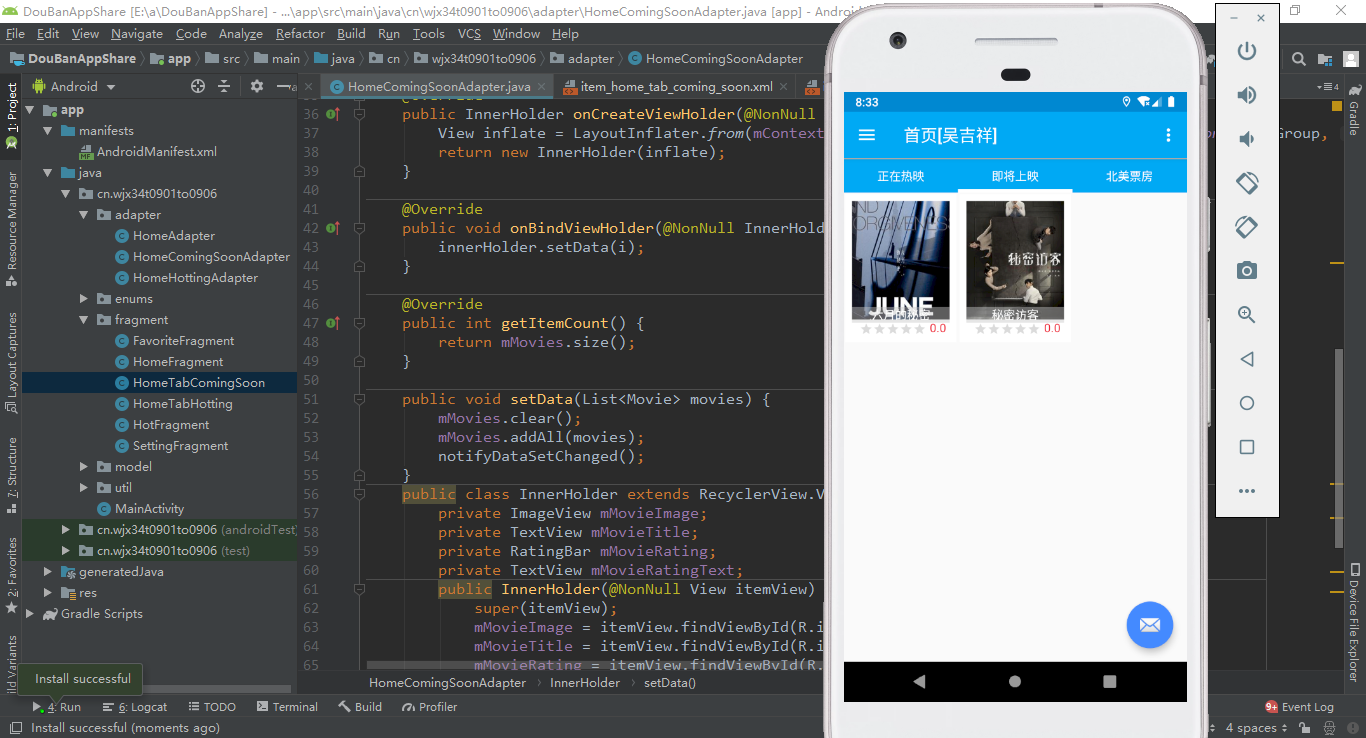 DouBanAppShare [E:\a\DouBanAppShare] - ...\app\src\main\java\cn\wjx34t0901to0906\adapter\HomeComingSoonAdapter.java [app] - Andro
File Edit View Navigate Code Analyze Refactor Build Run Tools VCS Window Help
DouBanAppShare app src main java cn wjx34t0901to0906 adapter HomeComingSoonAdapter
Android
HomeComingSoonAdapter.java
item_home_tab_coming_soon.xml
4
1: Project
Resource Manager
Layout Captures
7: Structure
2: Favorites
ild Variants
app
manifests
AndroidManifest.xml
java
cn.wjx34t0901to0906
adapter
HomeAdapter
HomeComingSoonAdapter
HomeHottingAdapter
enums
fragment
FavoriteFragment
HomeFragment
HomeTabComingSoon
HomeTabHotting
HotFragment
SettingFragment
model
util
MainActivity
cn.wjx34t0901to0906 (androidTest)
cn.wjx34t0901to0906 (test)
generatedJava
res
Gradle Scripts
35 @Override
36 public InnerHolder onCreateViewHolder(@NonNull
Group,
37 View inflate = LayoutInflater.from(mContext
38 return new InnerHolder(inflate);
39 }
40
41 @Override
42 public void onBindViewHolder(@NonNull InnerHold
43 innerHolder.setData(i);
44 }
45
46 @Override
47 public int getItemCount() {
48 return mMovies.size();
49 }
50
51 public void setData(List<Movie> movies) {
52 mMovies.clear();
53 mMovies.addAll(movies);
54 notifyDataSetChanged();
55 }
56 public class InnerHolder extends RecyclerView.V
57 private ImageView mMovieImage;
58 private TextView mMovieTitle;
59 private RatingBar mMovieRating;
60 private TextView mMovieRatingText;
61 public InnerHolder(@NonNull View itemView)
62 super(itemView);
63 mMovieImage = itemView.findViewById(R.i
64 mMovieTitle = itemView.findViewById(R.i
65 mMovieRating = itemView.findViewById(R.
HomeComingSoonAdapter InnerHolder setData()
8:33
首页[吴吉祥]
正在热映 即将上映 北美票房
FORGIVENESS
JUNE
六月的秘密
0.0
秘密访客
秘密访客
0.0
Gradle
Device File Explorer
Install successful
4: Run 6: Logcat TODO Terminal Build Profiler
9+ Event Log
Install successful (moments ago)
4 spaces